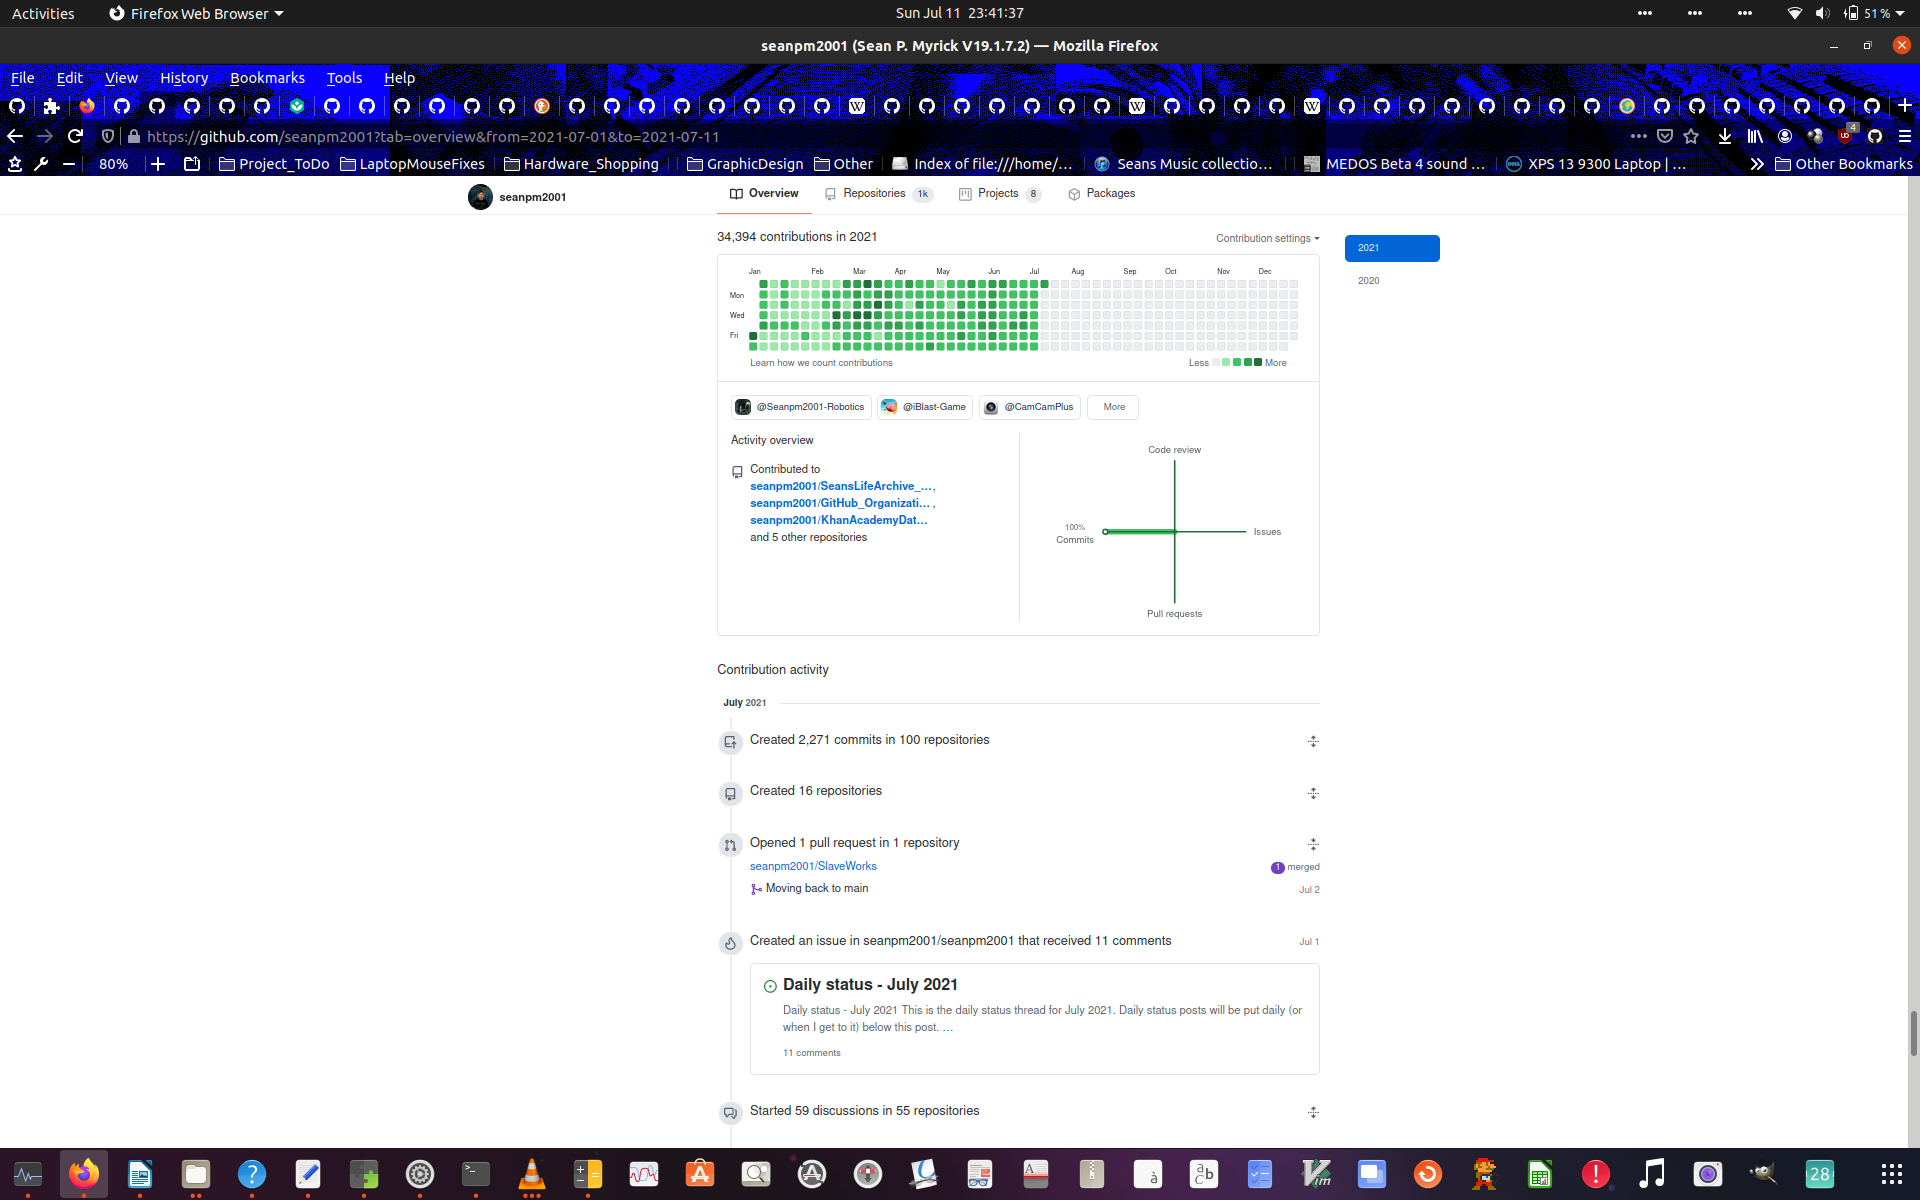 Activities Firefox Web Browser Sun Jul 11 23:41:37 51%
seanpm2001 (Sean P. Myrick V19.1.7.2) — Mozilla Firefox
File Edit View History Bookmarks Tools Help
https://github.com/seanpm2001?tab=overview&from=2021-07-01&to=2021-07-11 4
80% Project_ToDo LaptopMouseFixes Hardware_Shopping GraphicDesign Other Index of file:///home/... Seans Music collectio... MEDOS Beta 4 sound ... XPS 13 9300 Laptop | ... Other Bookmarks
seanpm2001 Overview Repositories 1k Projects 8 Packages
34,394 contributions in 2021 Contribution settings
2021
2020
Jan Feb Mar Apr May Jun Jul Aug Sep Oct Nov Dec
Mon
Wed
Fri
Learn how we count contributions Less More
@Seanpm2001-Robotics @iBlast-Game @CamCamPlus More
Activity overview
Contributed to
seanpm2001/SeansLifeArchive_... ,
seanpm2001/GitHub_Organizati... ,
seanpm2001/KhanAcademyDat...
and 5 other repositories
Code review
100%
Commits
Issues
Pull requests
Contribution activity
July 2021
Created 2,271 commits in 100 repositories
Created 16 repositories
Opened 1 pull request in 1 repository
seanpm2001/SlaveWorks 1 merged
Moving back to main Jul 2
Created an issue in seanpm2001/seanpm2001 that received 11 comments Jul 1
Daily status - July 2021
Daily status - July 2021 This is the daily status thread for July 2021. Daily status posts will be put daily (or
when I get to it) below this post. ...
11 comments
Started 59 discussions in 55 repositories
28